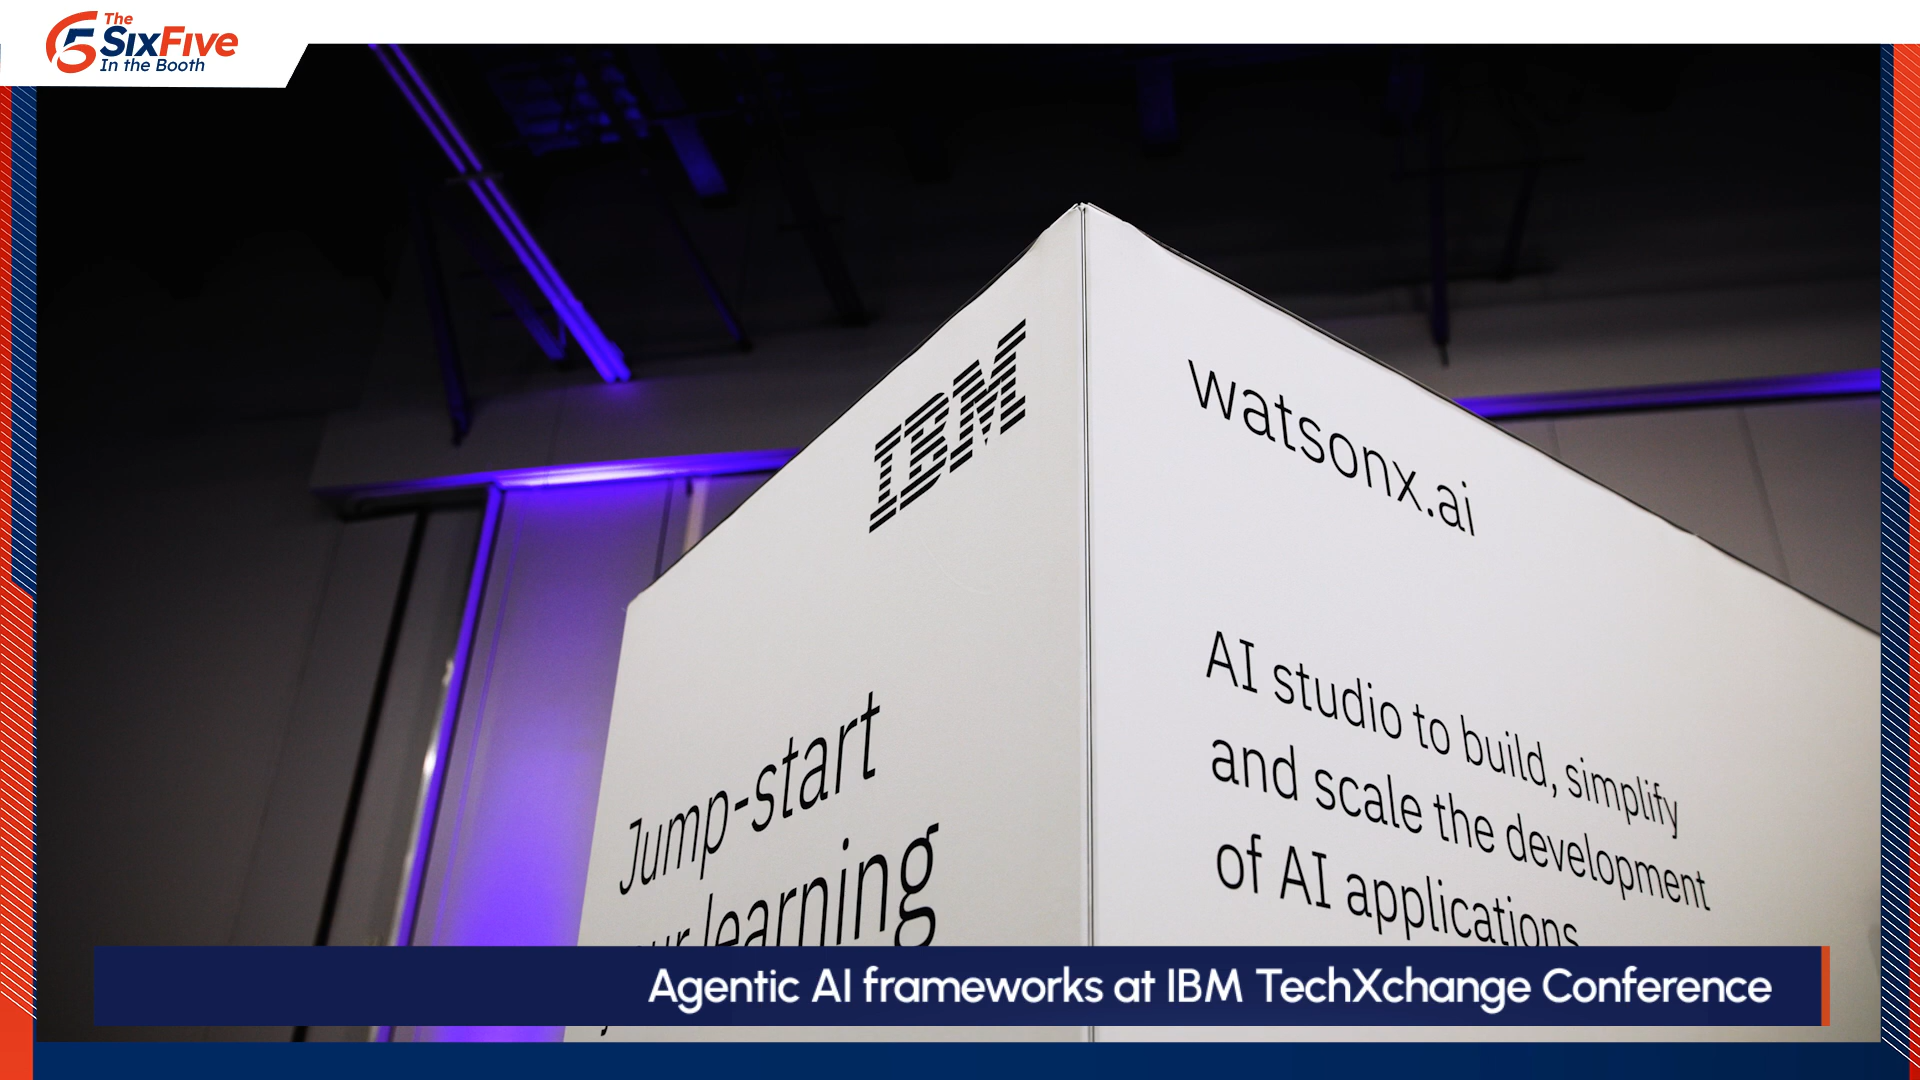 The
SixFive
In the Booth
IBM
watsonx.ai
Jump-start
learning
AI studio to build, simplify
and scale the development
of AI applications
Agentic AI frameworks at IBM TechXchange Conference